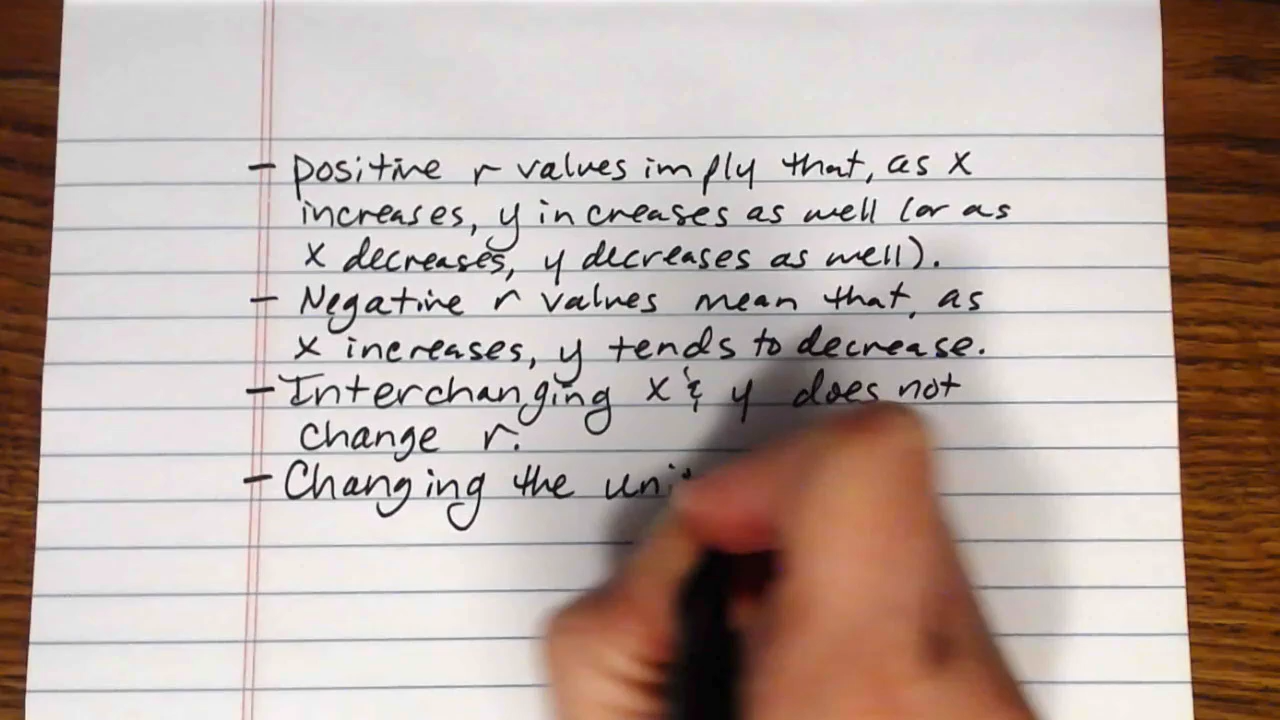 - positive r values imply that, as x
increases, y increases as well (or as
x decreases, y decreases as well).
- Negative r values mean that, as
x increases, y tends to decrease.
- Interchanging x & y does not
change r.
- Changing the uni